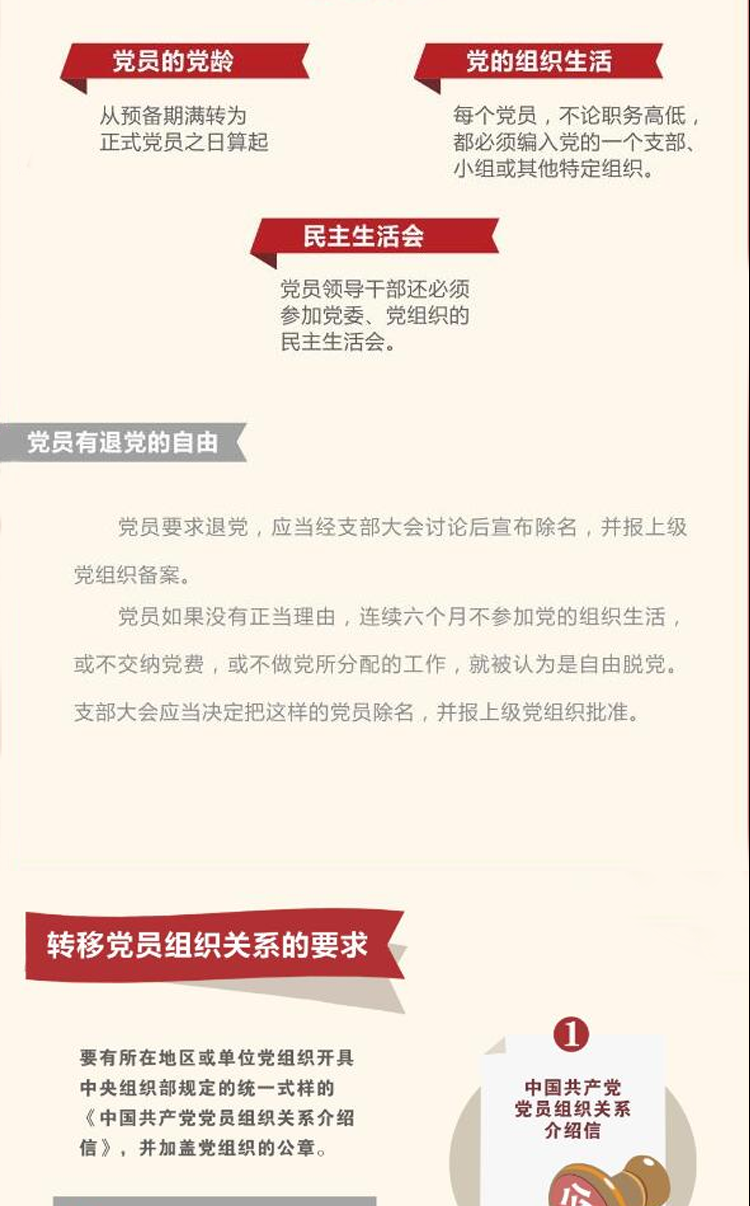 党员的党龄
从预备期满转为
正式党员之日算起
党的组织生活
每个党员，不论职务高低，
都必须编入党的一个支部、
小组或其他特定组织。
民主生活会
党员领导干部还必须
参加党委、党组织的
民主生活会。
党员有退党的自由
党员要求退党，应当经支部大会讨论后宣布除名，并报上级
党组织备案。
党员如果没有正当理由，连续六个月不参加党的组织生活，
或不交纳党费，或不做党所分配的工作，就被认为是自由脱党。
支部大会应当决定把这样的党员除名，并报上级党组织批准。
转移党员组织关系的要求
要有所在地区或单位党组织开具
中央组织部规定的统一式样的
《中国共产党党员组织关系介绍
信》，并加盖党组织的公章。
1
中国共产党
党员组织关系
介绍信